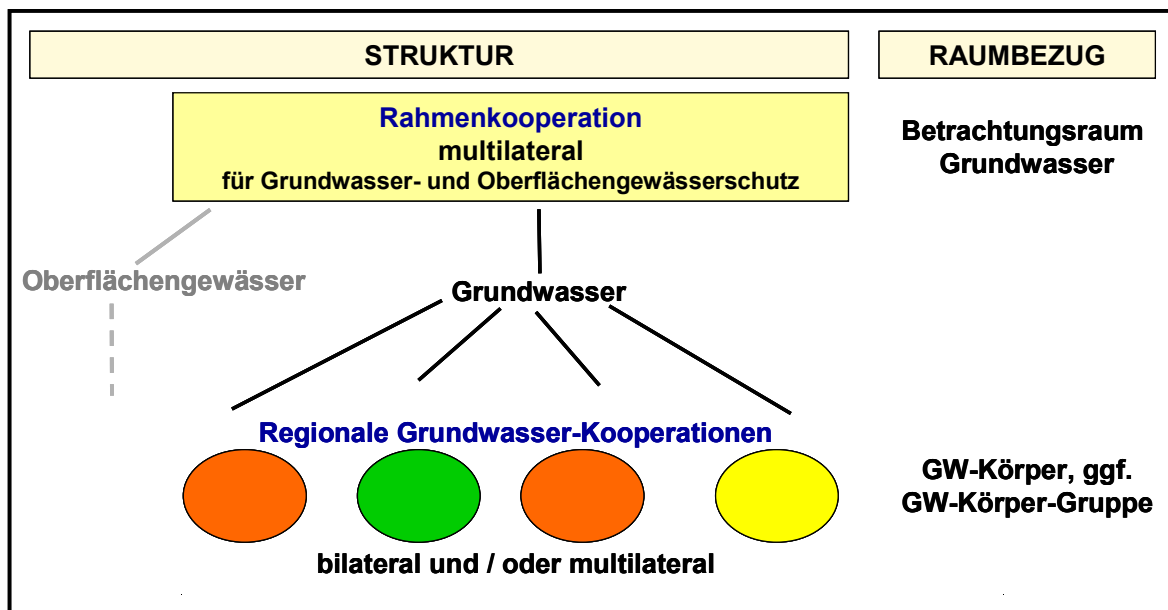 STRUKTUR
RAUMBEZUG
Rahmenkooperation
multilateral
für Grundwasser- und Oberflächengewässerschutz
Betrachtungsraum
Grundwasser
Oberflächengewässer
Grundwasser
Regionale Grundwasser-Kooperationen
GW-Körper, ggf.
GW-Körper-Gruppe
bilateral und / oder multilateral